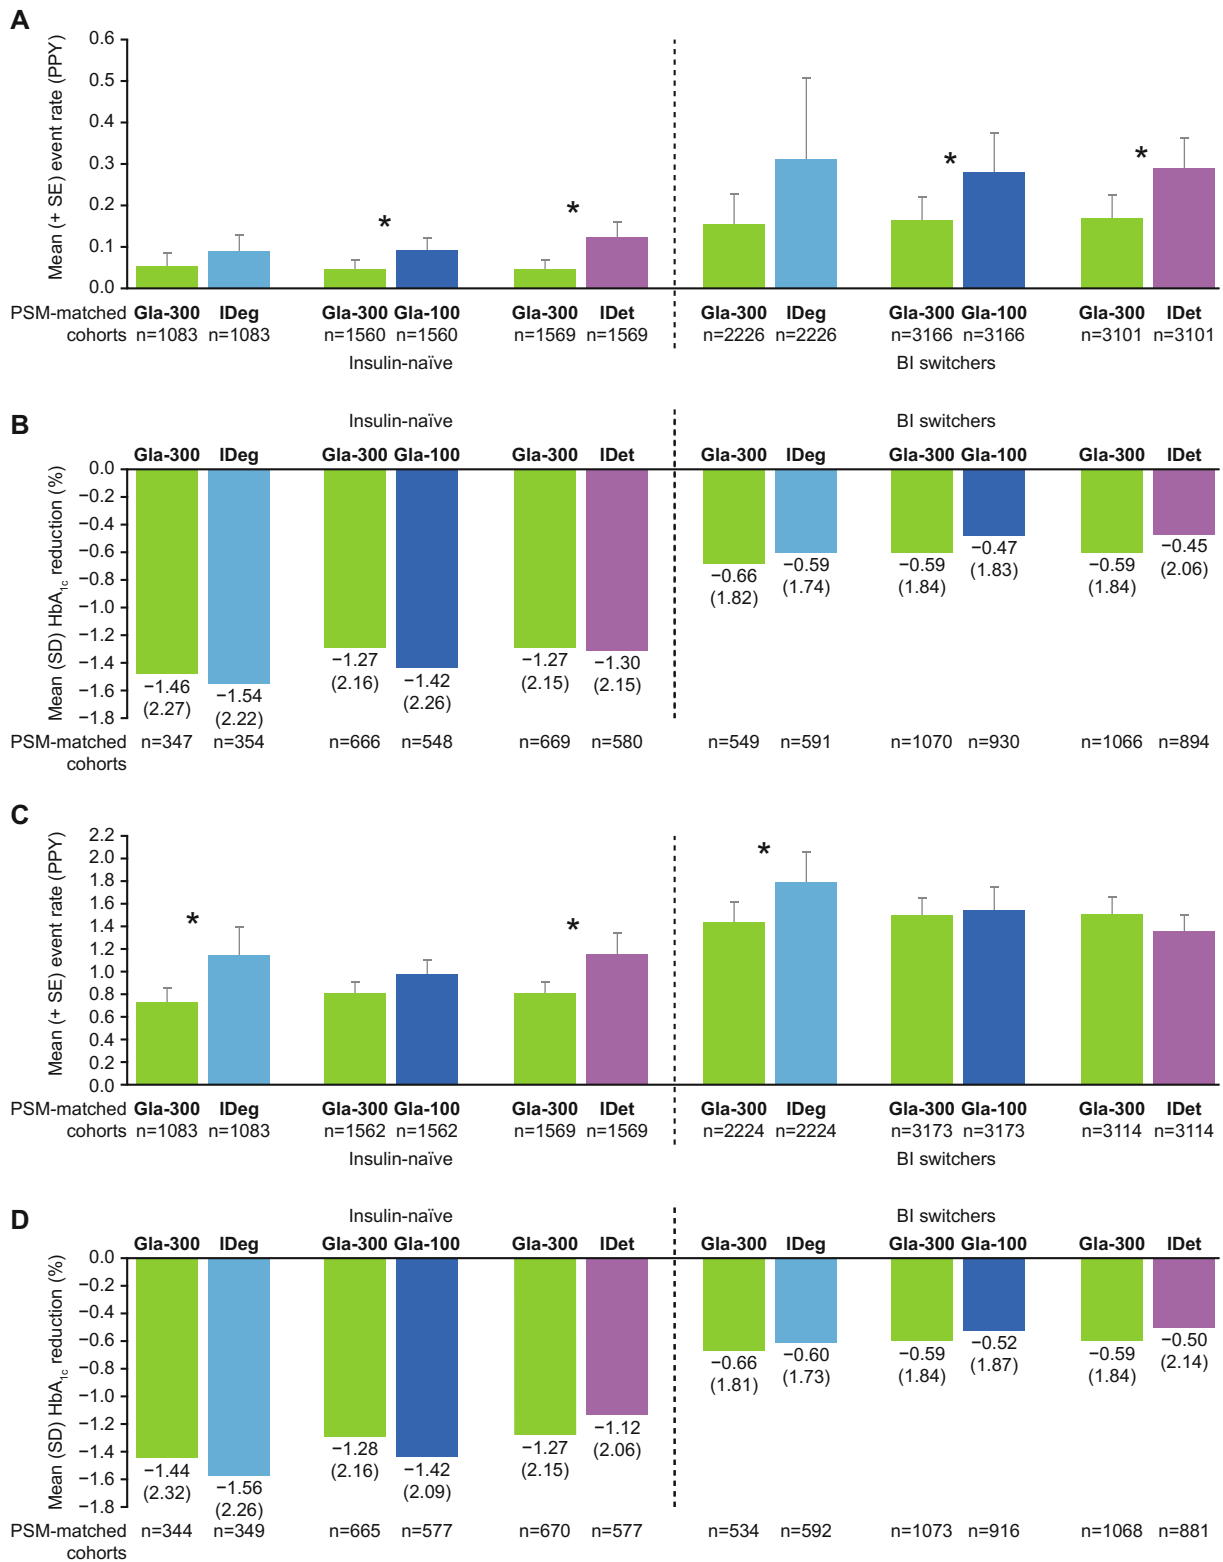 A
Mean (+ SE) event rate (PPY)
0.6
0.5
0.4
0.3
0.2
0.1
0.0
* * * *
PSM-matched Gla-300 IDeg Gla-300 Gla-100 Gla-300 IDet Gla-300 IDeg Gla-300 Gla-100 Gla-300 IDet
cohorts n=1083 n=1083 n=1560 n=1560 n=1569 n=1569 n=2226 n=2226 n=3166 n=3166 n=3101 n=3101
Insulin-naïve BI switchers
B
Insulin-naïve BI switchers
Gla-300 IDeg Gla-300 Gla-100 Gla-300 IDet Gla-300 IDeg Gla-300 Gla-100 Gla-300 IDet
Mean (SD) HbA1c reduction (%)
0.0
−0.2
−0.4
−0.6
−0.8
−1.0
−1.2
−1.4
−1.6
−1.8
−1.46 −1.54 −1.27 −1.42 −1.27 −1.30 −0.66 −0.59 −0.59 −0.47 −0.59 −0.45
(2.27) (2.22) (2.16) (2.26) (2.15) (2.15) (1.82) (1.74) (1.84) (1.83) (1.84) (2.06)
PSM-matched n=347 n=354 n=666 n=548 n=669 n=580 n=549 n=591 n=1070 n=930 n=1066 n=894
cohorts
C
Mean (+ SE) event rate (PPY)
2.2
2.0
1.8
1.6
1.4
1.2
1.0
0.8
0.6
0.4
0.2
0.0
* * *
PSM-matched Gla-300 IDeg Gla-300 Gla-100 Gla-300 IDet Gla-300 IDeg Gla-300 Gla-100 Gla-300 IDet
cohorts n=1083 n=1083 n=1562 n=1562 n=1569 n=1569 n=2224 n=2224 n=3173 n=3173 n=3114 n=3114
Insulin-naïve BI switchers
D
Insulin-naïve BI switchers
Gla-300 IDeg Gla-300 Gla-100 Gla-300 IDet Gla-300 IDeg Gla-300 Gla-100 Gla-300 IDet
Mean (SD) HbA1c reduction (%)
0.0
−0.2
−0.4
−0.6
−0.8
−1.0
−1.2
−1.4
−1.6
−1.8
−1.44 −1.56 −1.28 −1.42 −1.27 −1.12 −0.66 −0.60 −0.59 −0.52 −0.59 −0.50
(2.32) (2.26) (2.16) (2.09) (2.15) (2.06) (1.81) (1.73) (1.84) (1.87) (1.84) (2.14)
PSM-matched n=344 n=349 n=665 n=577 n=670 n=577 n=534 n=592 n=1073 n=916 n=1068 n=881
cohorts